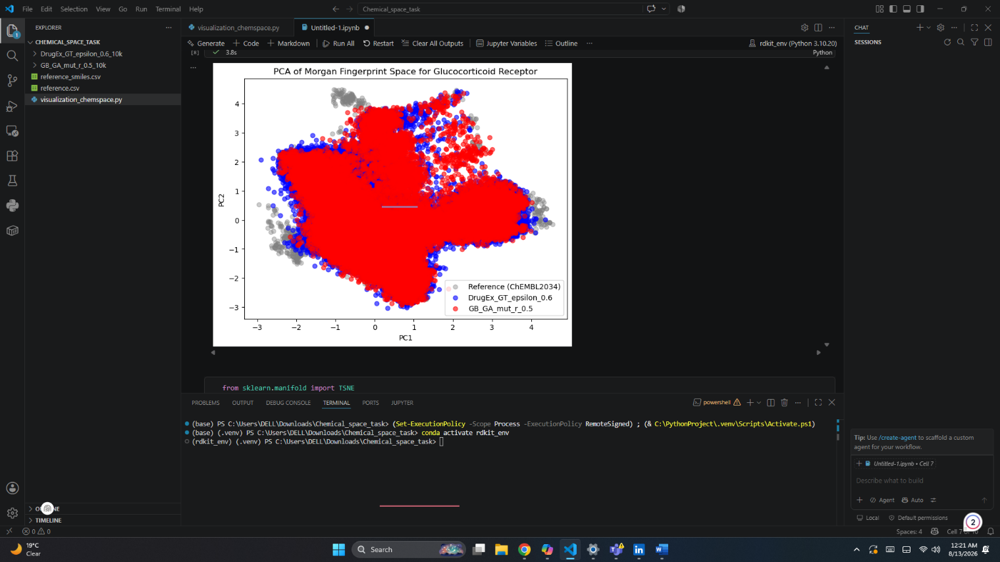 File Edit Selection View Go Run Terminal Help
Chemical_space_task
EXPLORER
CHEMICAL_SPACE_TASK
DrugEx_GT_epsilon_0.6_10k
GB_GA_mut_r_0.5_10k
reference_smiles.csv
reference.csv
visualization_chemspace.py
1
TIMELINE
visualization_chemspace.py
Untitled-1.ipynb
Generate + Code + Markdown Run All Restart Clear All Outputs Jupyter Variables Outline ...
rdkit_env (Python 3.10.20)
[8] 3.8s
Python
PCA of Morgan Fingerprint Space for Glucocorticoid Receptor
PC2
4
3
2
1
0
−1
−2
−3
−3 −2 −1 0 1 2 3 4
PC1
Reference (ChEMBL2034)
DrugEx_GT_epsilon_0.6
GB_GA_mut_r_0.5
from sklearn.manifold import TSNE
PROBLEMS OUTPUT DEBUG CONSOLE TERMINAL PORTS JUPYTER
powershell
(base) PS C:\Users\DELL\Downloads\Chemical_space_task> (Set-ExecutionPolicy -Scope Process -ExecutionPolicy RemoteSigned) ; (& C:\PythonProject\.venv\Scripts\Activate.ps1)
(base) (.venv) PS C:\Users\DELL\Downloads\Chemical_space_task> conda activate rdkit_env
(rdkit_env) (.venv) PS C:\Users\DELL\Downloads\Chemical_space_task>
CHAT
SESSIONS
Tip: Use /create-agent to scaffold a custom
agent for your workflow.
Untitled-1.ipynb • Cell 7
Describe what to build
Agent Auto
Local Default permissions
2
0 0
Spaces: 4
19°C
Clear
Search
12:21 AM
8/13/2026